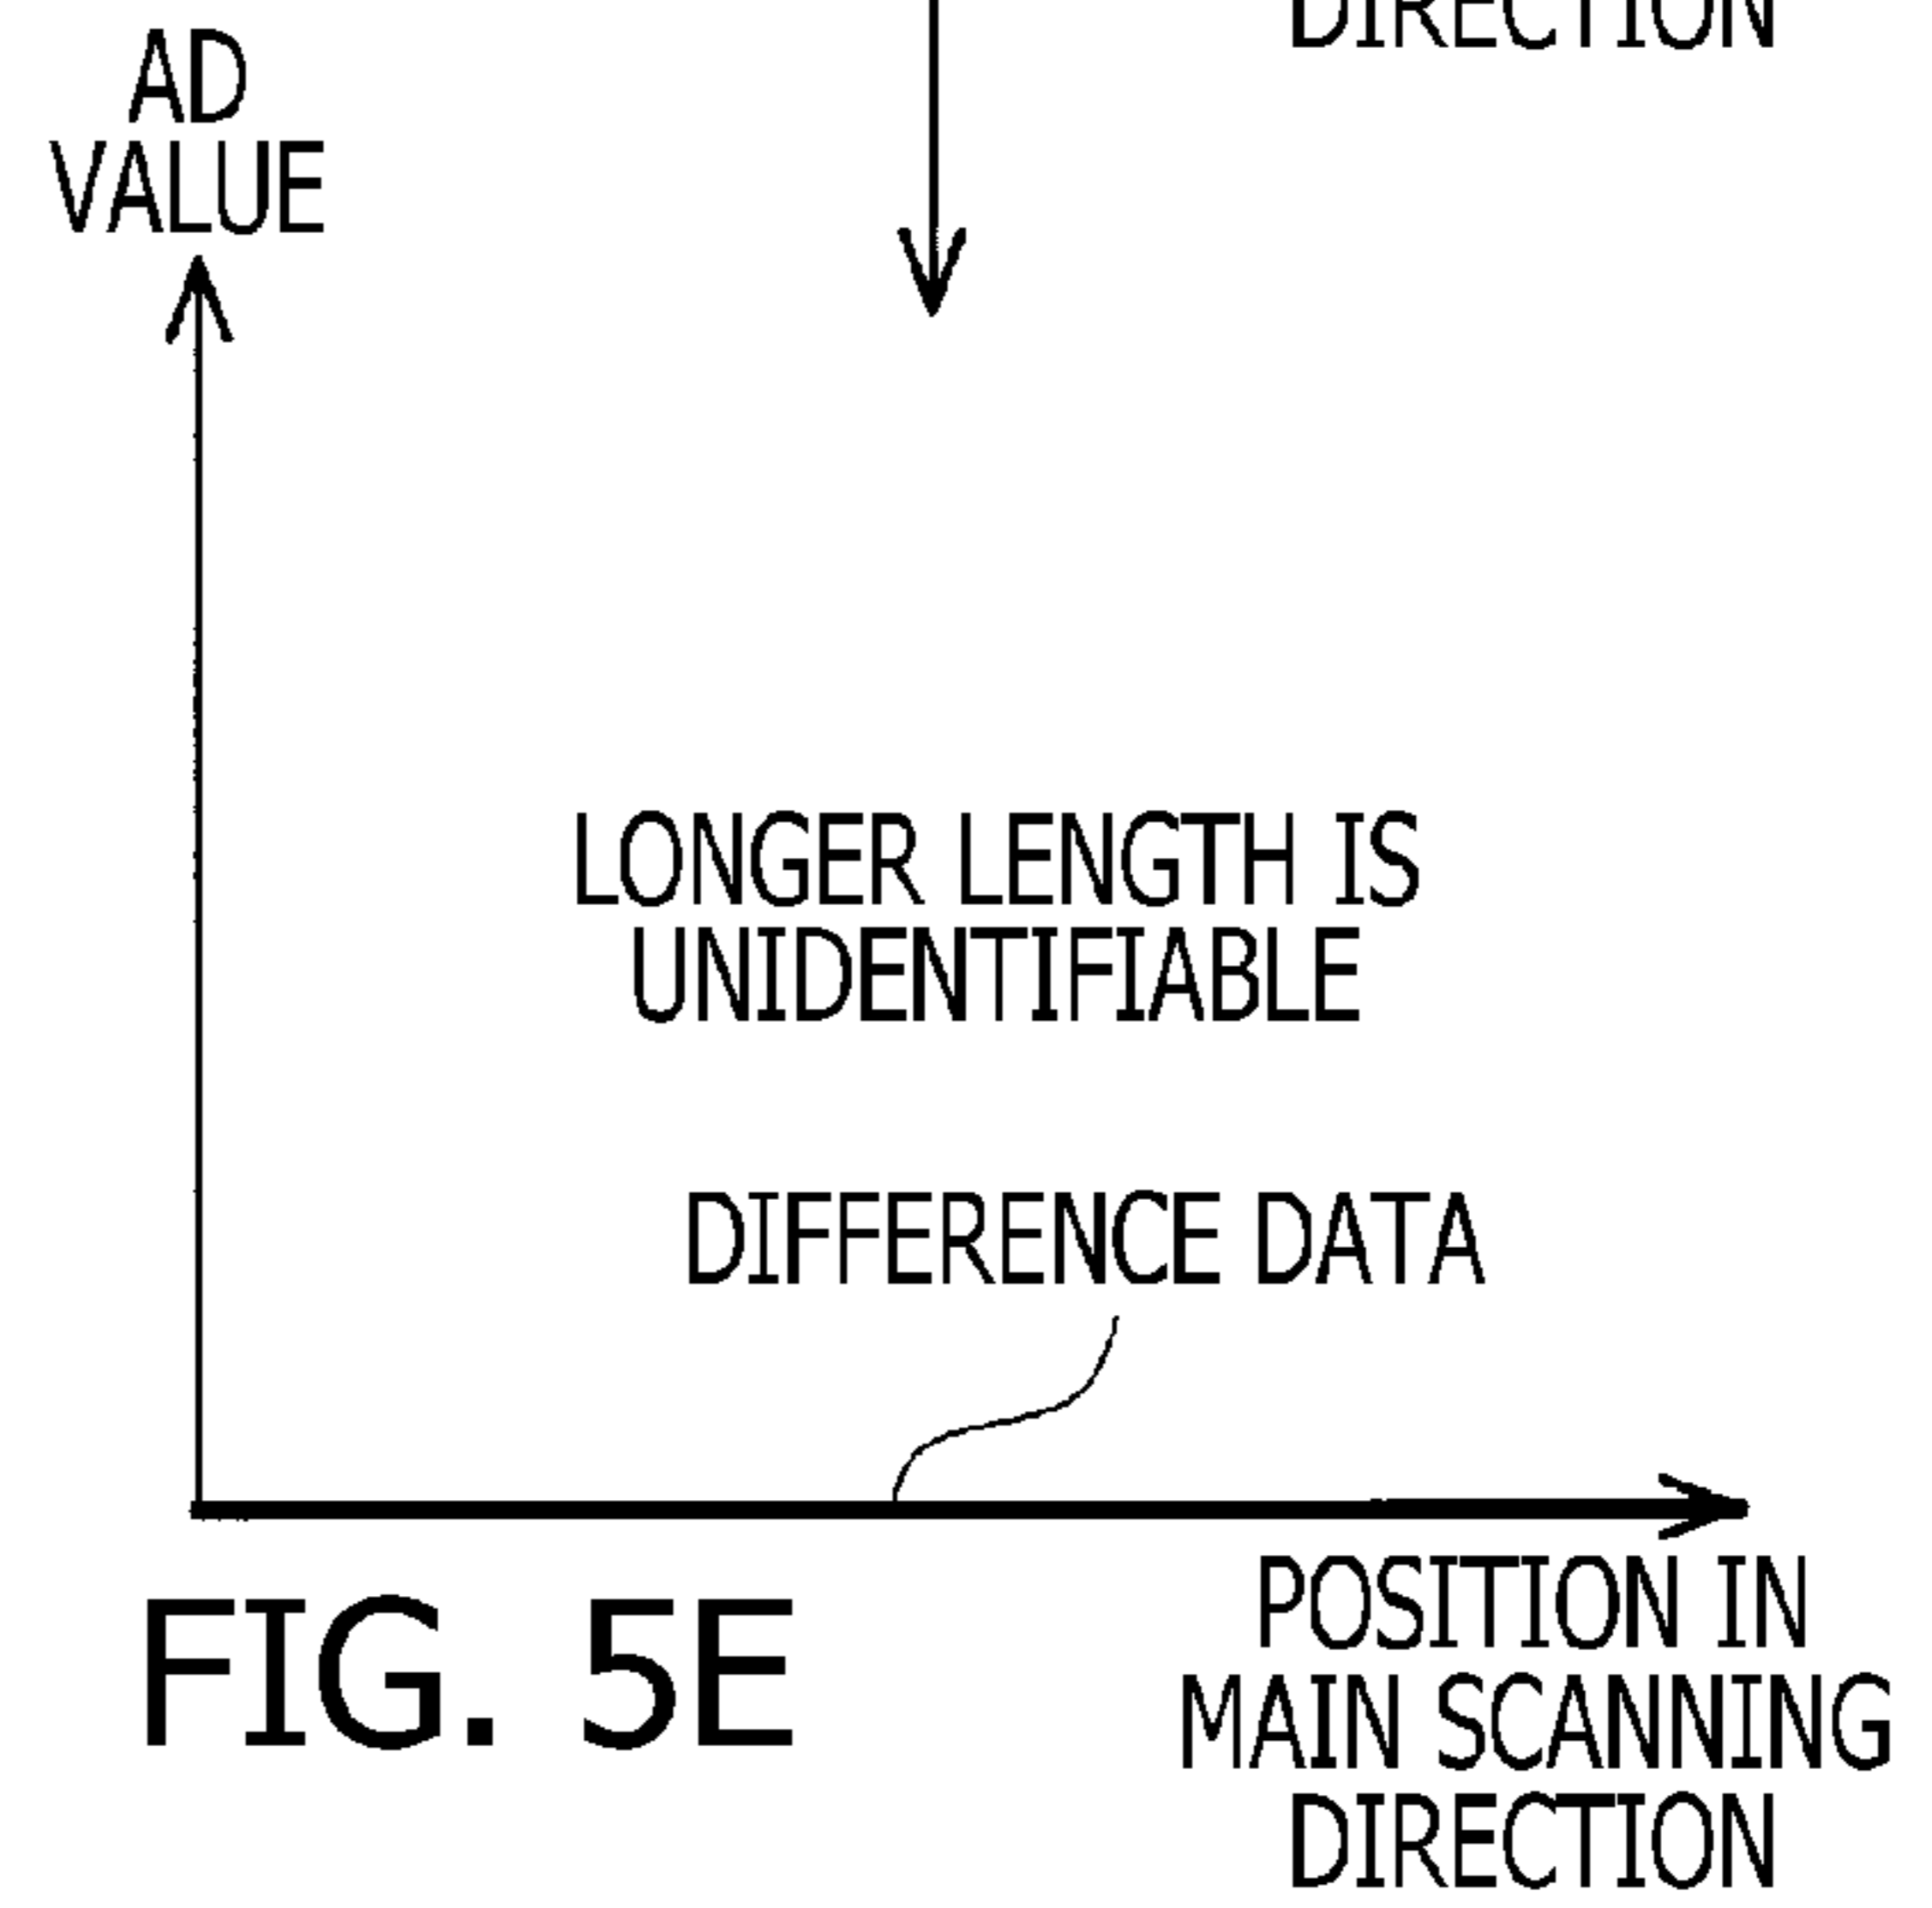 DIRECTION
AD
VALUE
LONGER LENGTH IS
UNIDENTIFIABLE
DIFFERENCE DATA
POSITION IN
MAIN SCANNING
DIRECTION
FIG. 5E